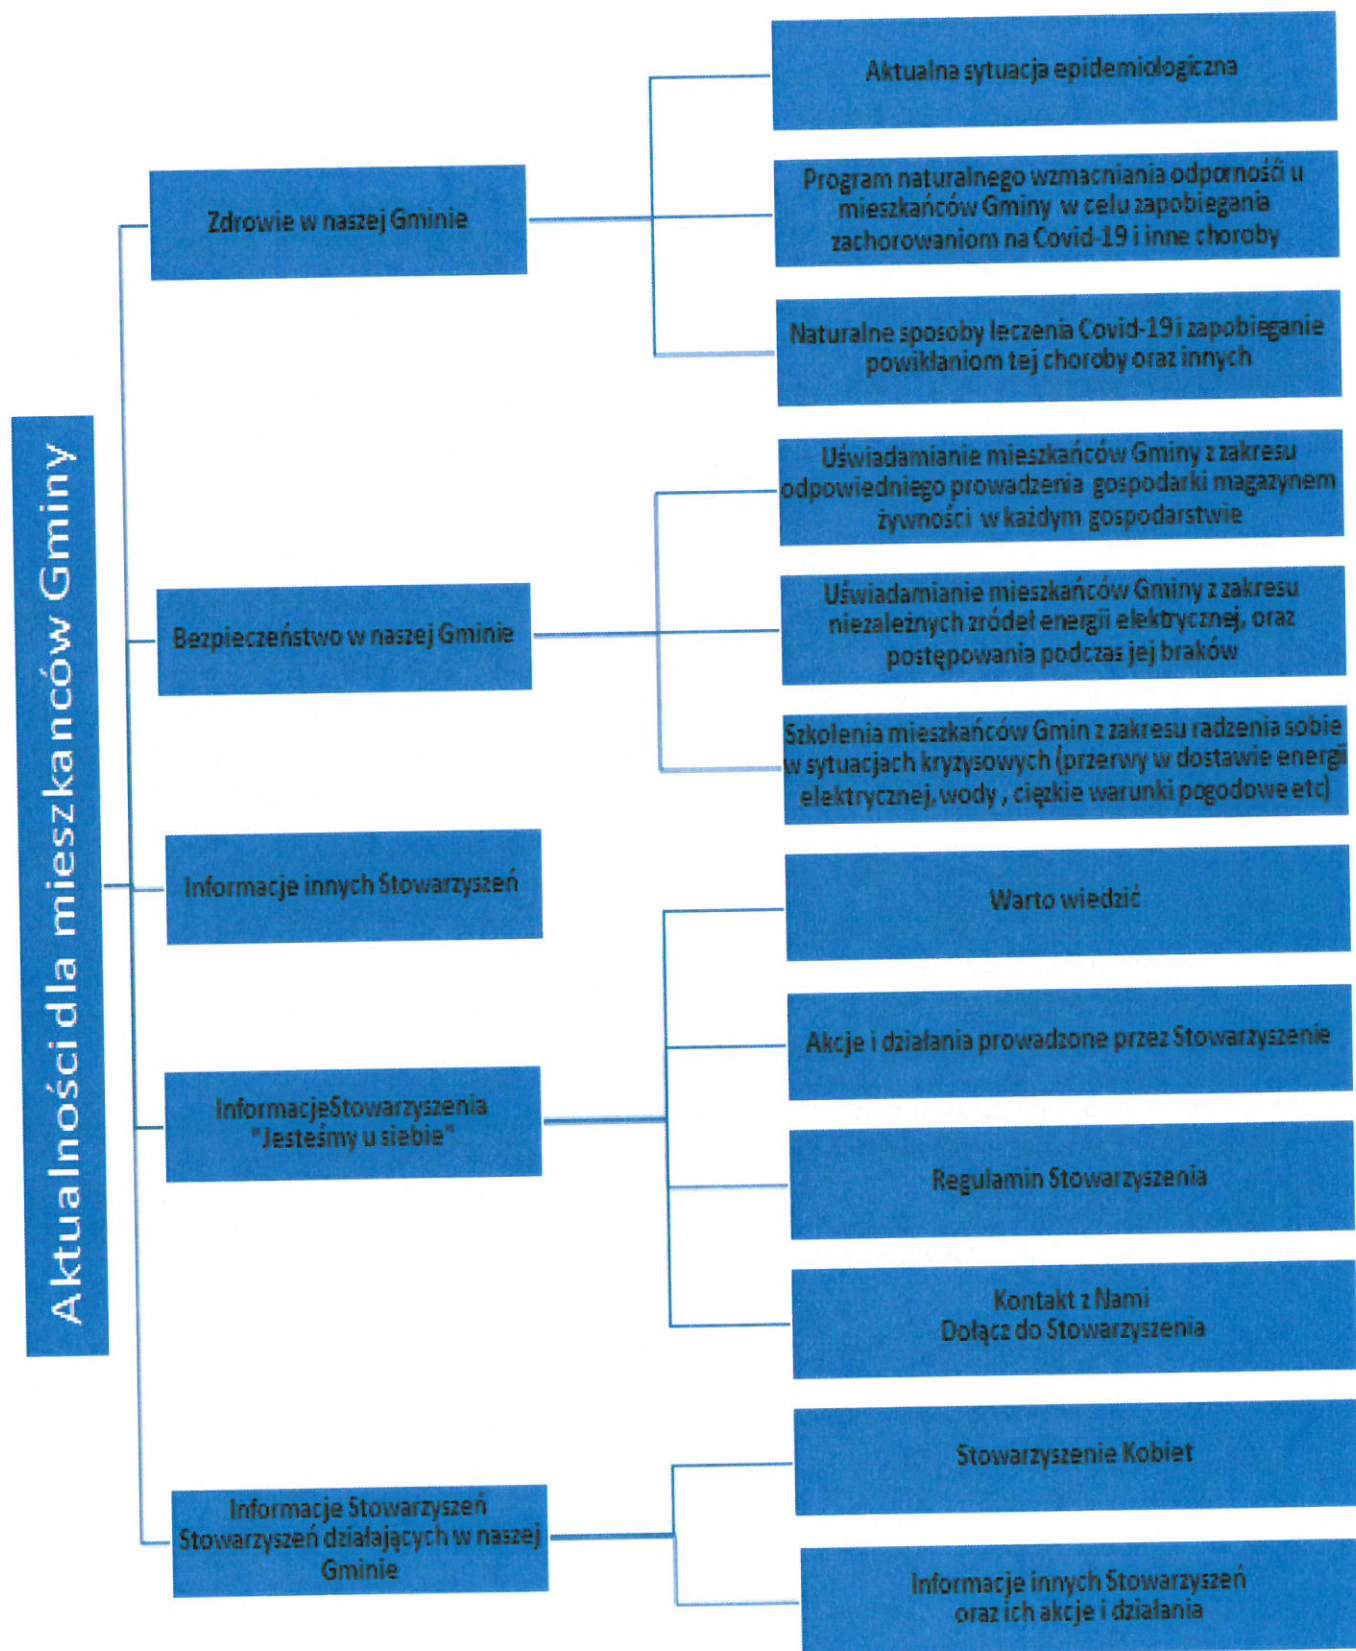 Aktualności dla mieszkanców Gminy
Zdrowie w naszej Gminie
Aktualna sytuacja epidemiologiczna
Program naturalnego wzmacniania odpornośći u
mieszkańców Gminy w celu zapobiegania
zachorowaniom na Covid-19 i inne choroby
Naturalne sposoby leczenia Covid-19 i zapobięganie
powikłaniom tej choroby oraz innych
Bezpieczeństwo w naszej Gminie
Uświadamianie mieszkańców Gminy z zakresu
odpowiedniego prowadzenia gospodarki magazynem
żywności w każdym gospodarstwie
Uświadamianie mieszkańców Gminy z zakresu
niezależnych zródeł energii elektrycznej, oraz
postępowania podczas jej braków
Szkolenia mieszkańców Gmin z zakresu radzenia sobie
w sytuacjach kryzysowych (przerwy w dostawie energii
elektrycznej, wody , cięzkie warunki pogodowe etc)
Informacje innych Stowarzyszeń
InformacjeStowarzyszenia
"Jesteśmy u siebie"
Warto wiedzić
Akcje i działania prowadzone przez Stowarzyszenie
Regulamin Stowarzyszenia
Kontakt z Nami
Dołącz do Stowarzyszenia
Informacje Stowarzyszeń
Stowarzyszeń działających w naszej
Gminie
Stowarzyszenie Kobiet
Informacje innych Stowarzyszeń
oraz ich akcje i działania